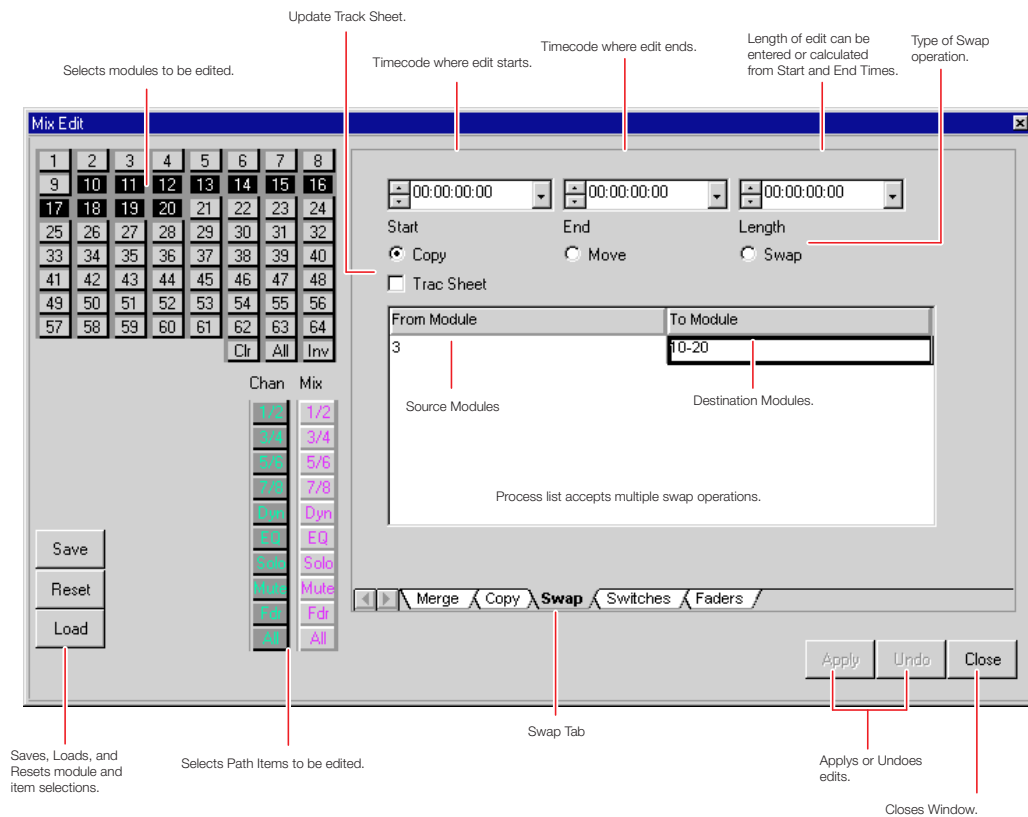 Update Track Sheet.
Selects modules to be edited.
Timecode where edit starts.
Timecode where edit ends.
Length of edit can be
entered or calculated
from Start and End Times.
Type of Swap
operation.
Mix Edit
1 2 3 4 5 6 7 8
9 10 11 12 13 14 15 16
17 18 19 20 21 22 23 24
25 26 27 28 29 30 31 32
33 34 35 36 37 38 39 40
41 42 43 44 45 46 47 48
49 50 51 52 53 54 55 56
57 58 59 60 61 62 63 64
Clr All Inv
Chan Mix
1/2 1/2
3/4 3/4
5/6 5/6
7/8 7/8
Dyn Dyn
EQ EQ
Solo Solo
Mute Mute
Fdr Fdr
All All
Save
Reset
Load
00:00:00:00 00:00:00:00 00:00:00:00
Start End Length
Copy Move Swap
Trac Sheet
From Module To Module
3 10-20
Source Modules
Destination Modules.
Process list accepts multiple swap operations.
Merge Copy Swap Switches Faders
Apply Undo Close
Swap Tab
Saves, Loads, and
Resets module and
item selections.
Selects Path Items to be edited.
Applys or Undoes
edits.
Closes Window.